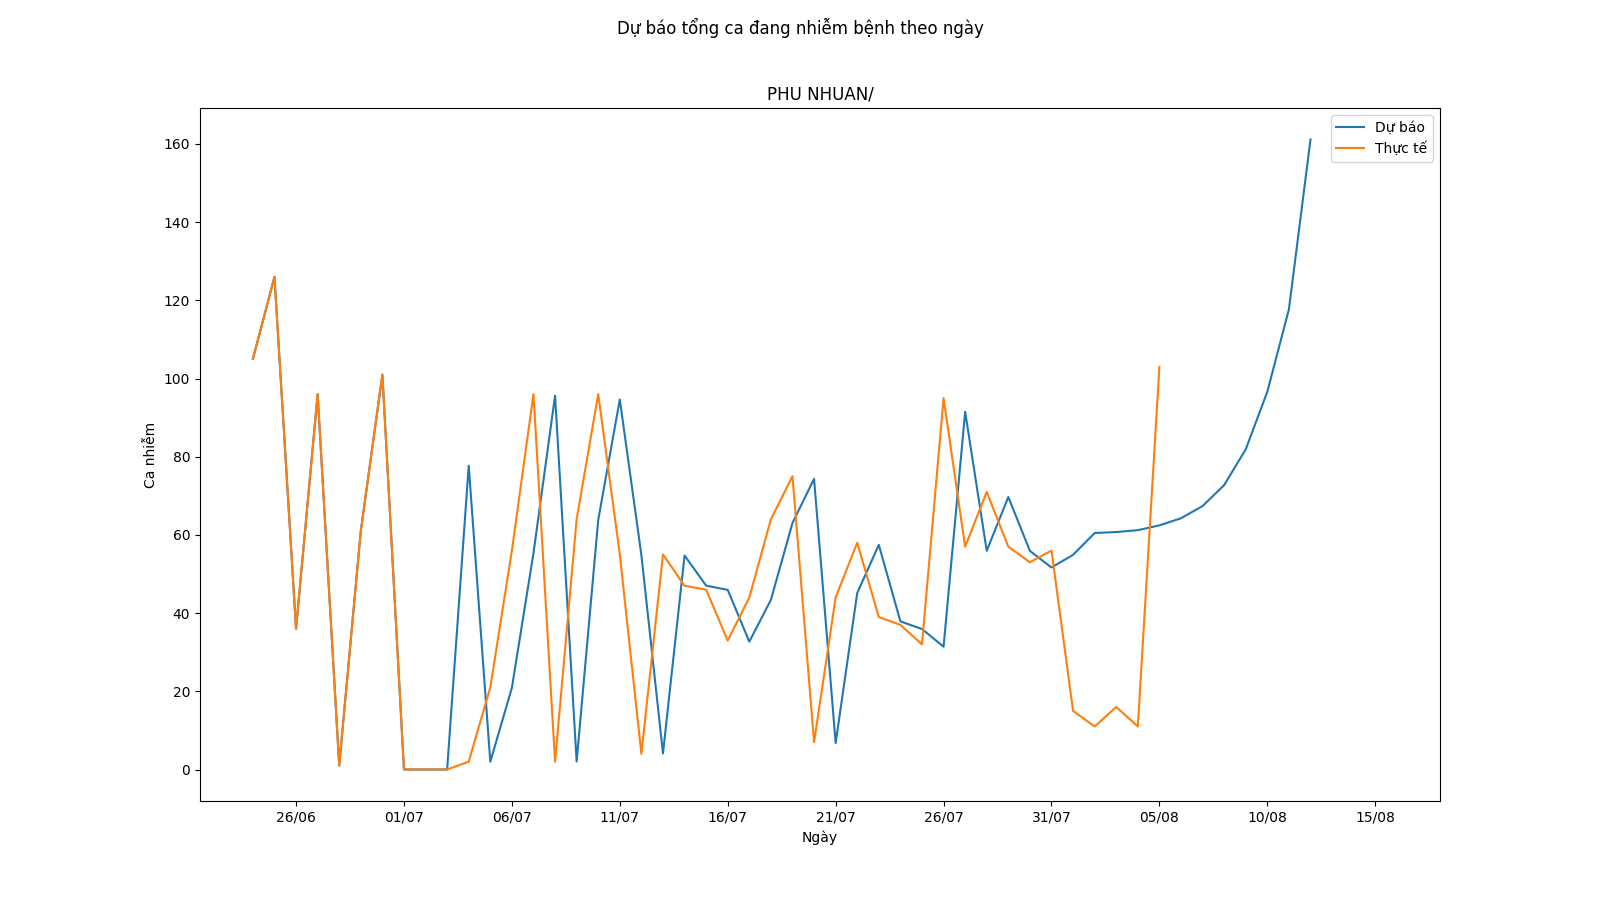 Dự báo tổng ca đang nhiễm bệnh theo ngày
PHU NHUAN/
Dự báo
Thực tế
160
140
120
100
80
60
40
20
0
Ca nhiễm
26/06 01/07 06/07 11/07 16/07 21/07 26/07 31/07 05/08 10/08 15/08
Ngày